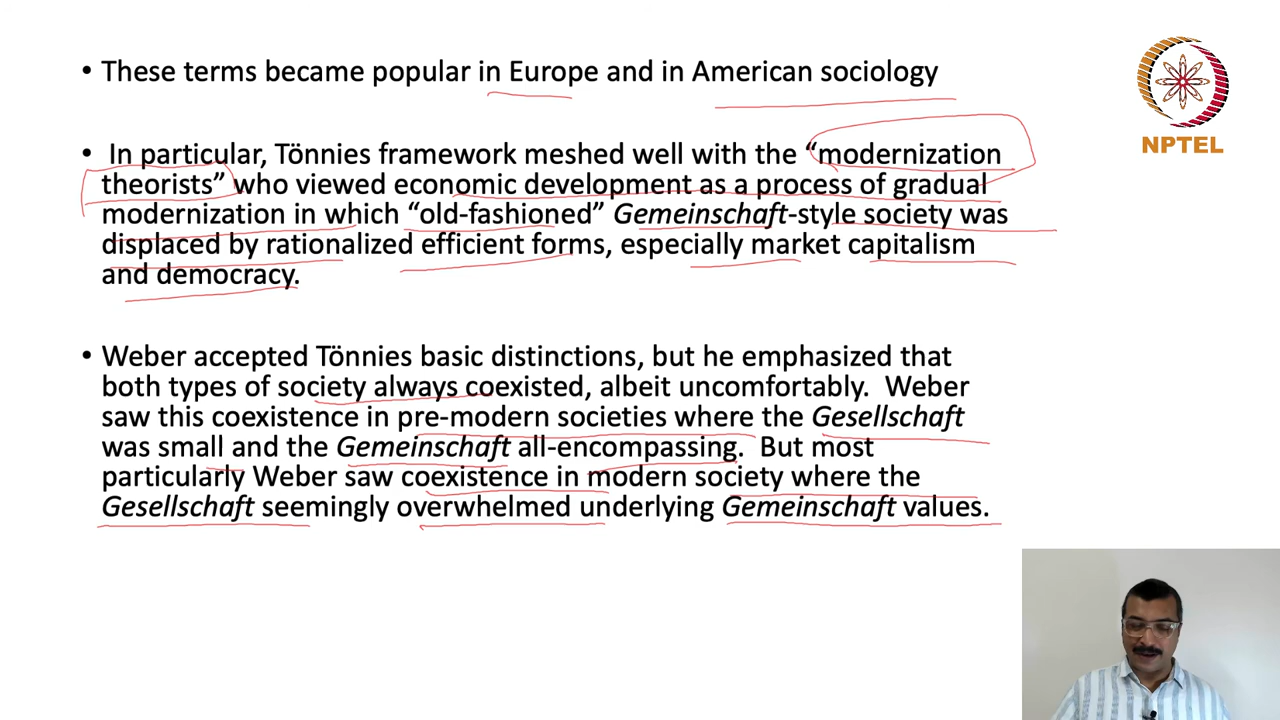 • These terms became popular in Europe and in American sociology
• In particular, Tönnies framework meshed well with the “modernization
theorists” who viewed economic development as a process of gradual
modernization in which “old-fashioned” Gemeinschaft-style society was
displaced by rationalized efficient forms, especially market capitalism
and democracy.
• Weber accepted Tönnies basic distinctions, but he emphasized that
both types of society always coexisted, albeit uncomfortably. Weber
saw this coexistence in pre-modern societies where the Gesellschaft
was small and the Gemeinschaft all-encompassing. But most
particularly Weber saw coexistence in modern society where the
Gesellschaft seemingly overwhelmed underlying Gemeinschaft values.
NPTEL